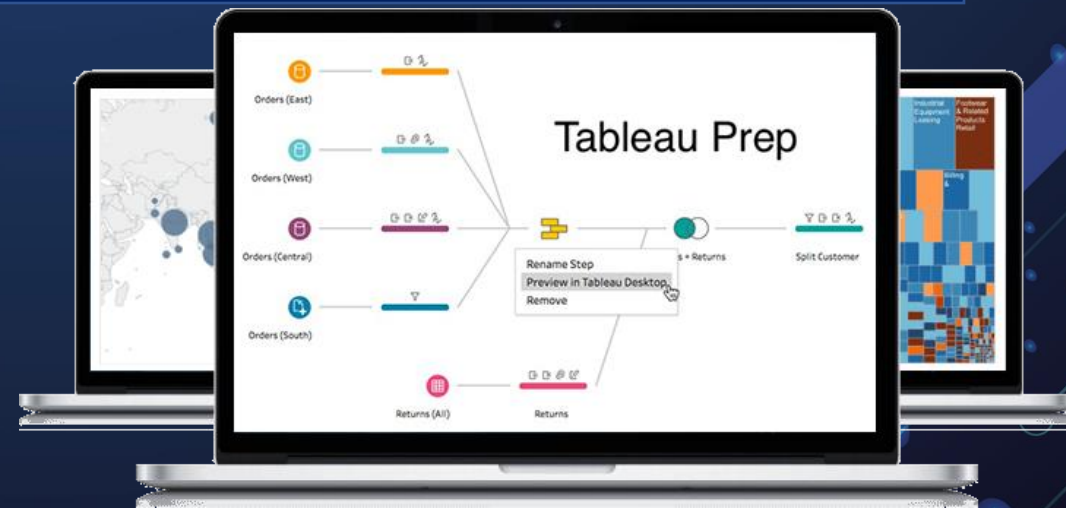 Tableau Prep
Orders (East)
Orders (West)
Orders (Central)
Orders (South)
Rename Step
Preview in Tableau Desktop
Remove
s + Returns
Split Customer
Returns (All)
Returns
Industrial
Equipment
Leasing
Footwear
& Related
Products
Retail
Billing
&